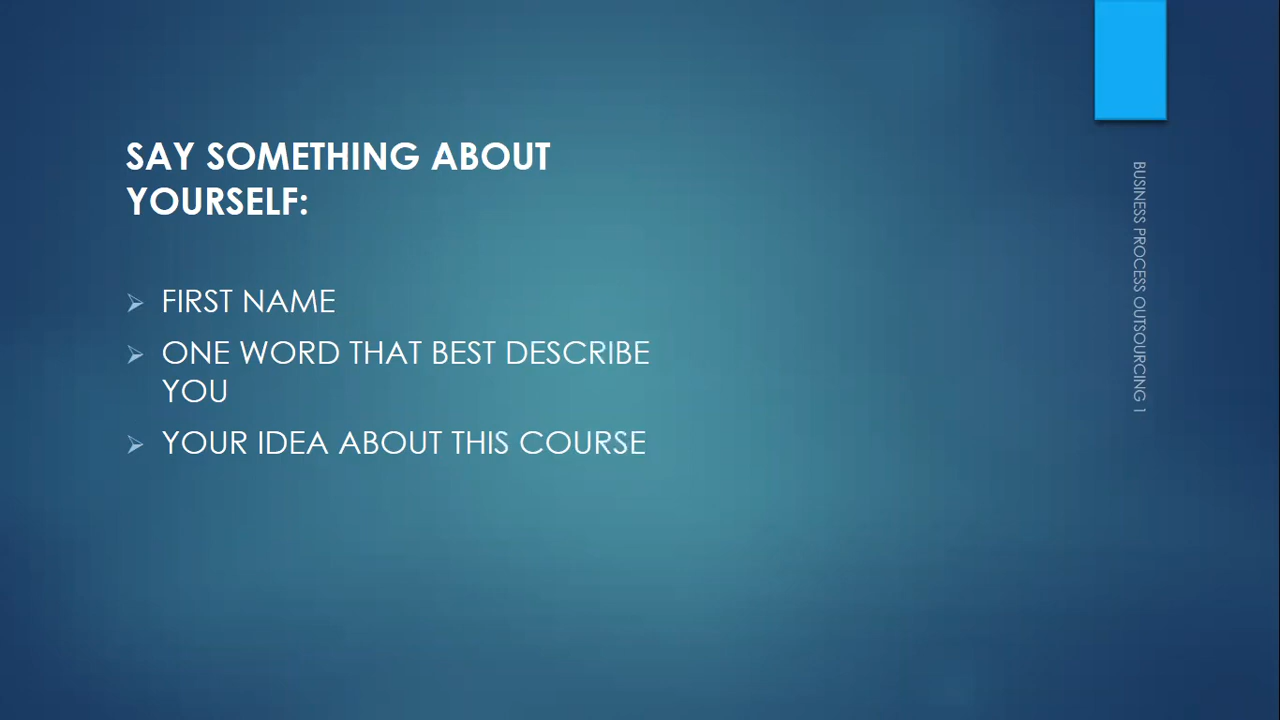 SAY SOMETHING ABOUT
YOURSELF:
FIRST NAME
ONE WORD THAT BEST DESCRIBE
YOU
YOUR IDEA ABOUT THIS COURSE
BUSINESS PROCESS OUTSOURCING 1